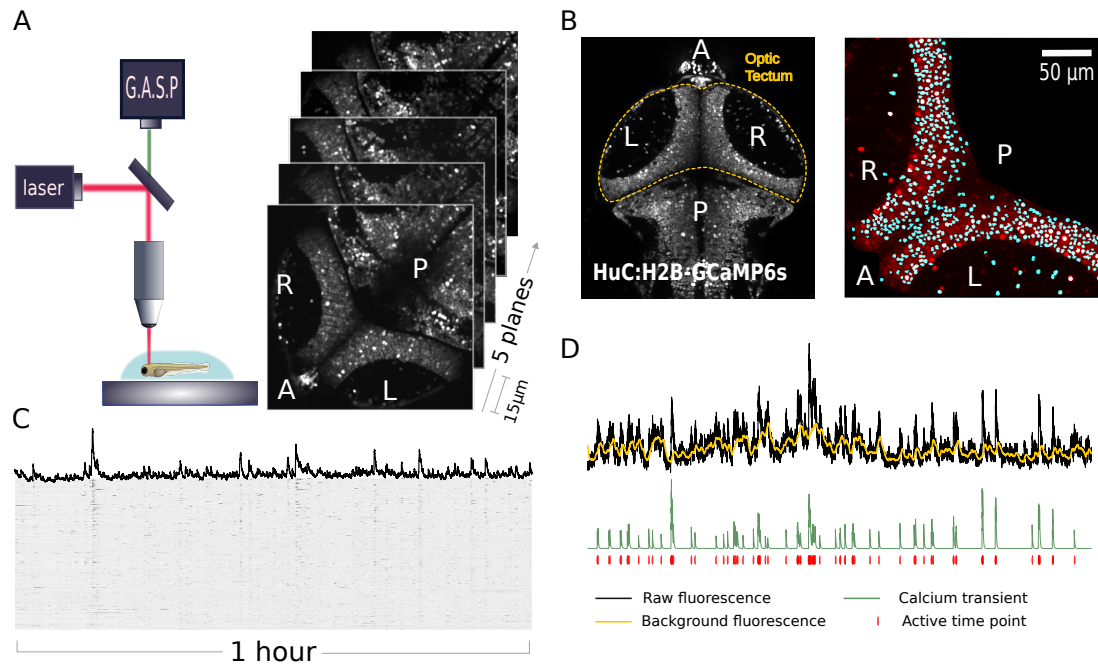 A
G.A.S.P
laser
R
P
A
L
5 planes
15μm
B
A
Optic
Tectum
L
R
P
HuC:H2B-GCaMP6s
50 μm
R
P
A
L
C
1 hour
D
Raw fluorescence
Calcium transient
Background fluorescence
Active time point